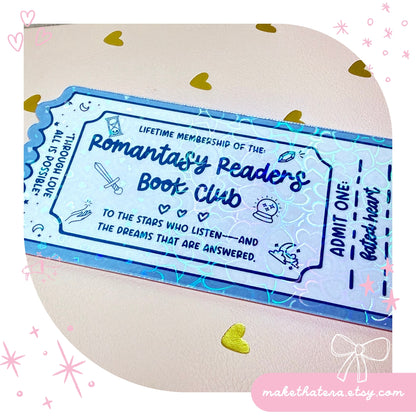 "THROUGH LOVE
ALL IS POSSIBLE"
LIFETIME MEMBERSHIP OF THE:
Romantasy Readers
Book Club
TO THE STARS WHO LISTEN—AND
THE DREAMS THAT ARE ANSWERED.
ADMIT ONE:
fated heart
makethatera.etsy.com